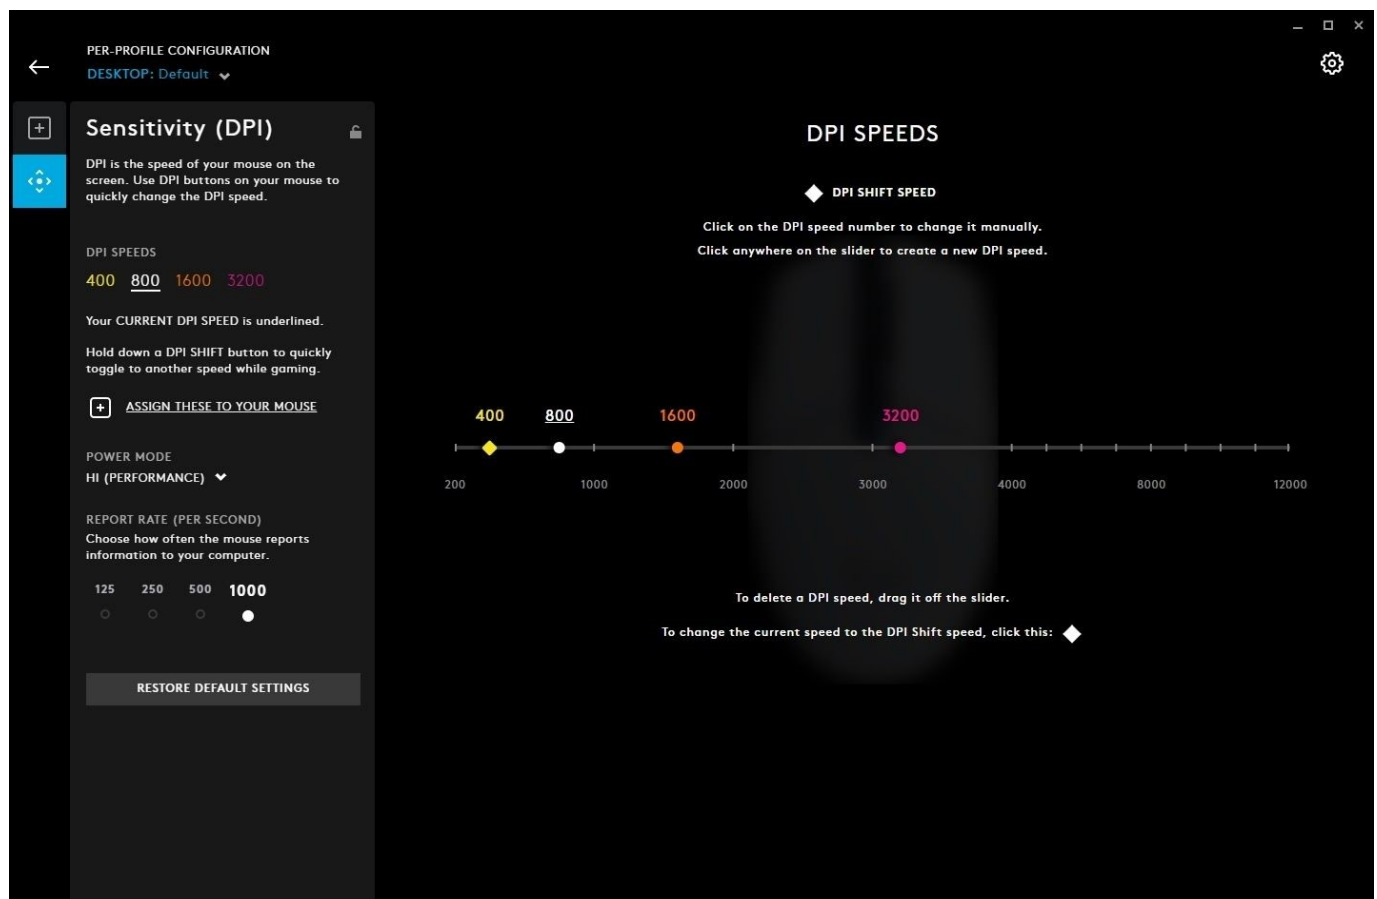 PER-PROFILE CONFIGURATION
DESKTOP: Default
Sensitivity (DPI)
DPI is the speed of your mouse on the
screen. Use DPI buttons on your mouse to
quickly change the DPI speed.
DPI SPEEDS
400 800 1600 3200
Your CURRENT DPI SPEED is underlined.
Hold down a DPI SHIFT button to quickly
toggle to another speed while gaming.
ASSIGN THESE TO YOUR MOUSE
POWER MODE
HI (PERFORMANCE)
REPORT RATE (PER SECOND)
Choose how often the mouse reports
information to your computer.
125 250 500 1000
RESTORE DEFAULT SETTINGS
DPI SPEEDS
DPI SHIFT SPEED
Click on the DPI speed number to change it manually.
Click anywhere on the slider to create a new DPI speed.
400 800 1600 3200
200 1000 2000 3000 4000 8000 12000
To delete a DPI speed, drag it off the slider.
To change the current speed to the DPI Shift speed, click this: